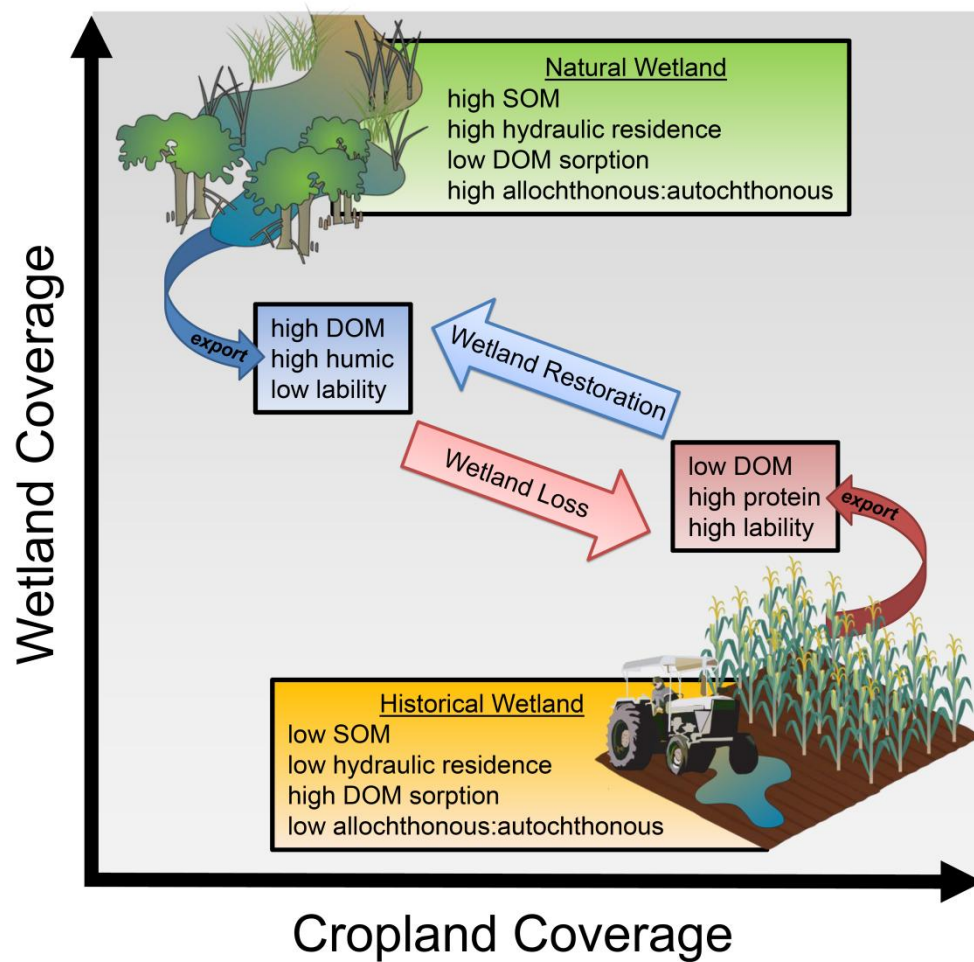 Natural Wetland
high SOM
high hydraulic residence
low DOM sorption
high allochthonous:autochthonous
export
high DOM
high humic
low lability
Wetland Restoration
Wetland Loss
low DOM
high protein
high lability
export
Historical Wetland
low SOM
low hydraulic residence
high DOM sorption
low allochthonous:autochthonous
Wetland Coverage
Cropland Coverage